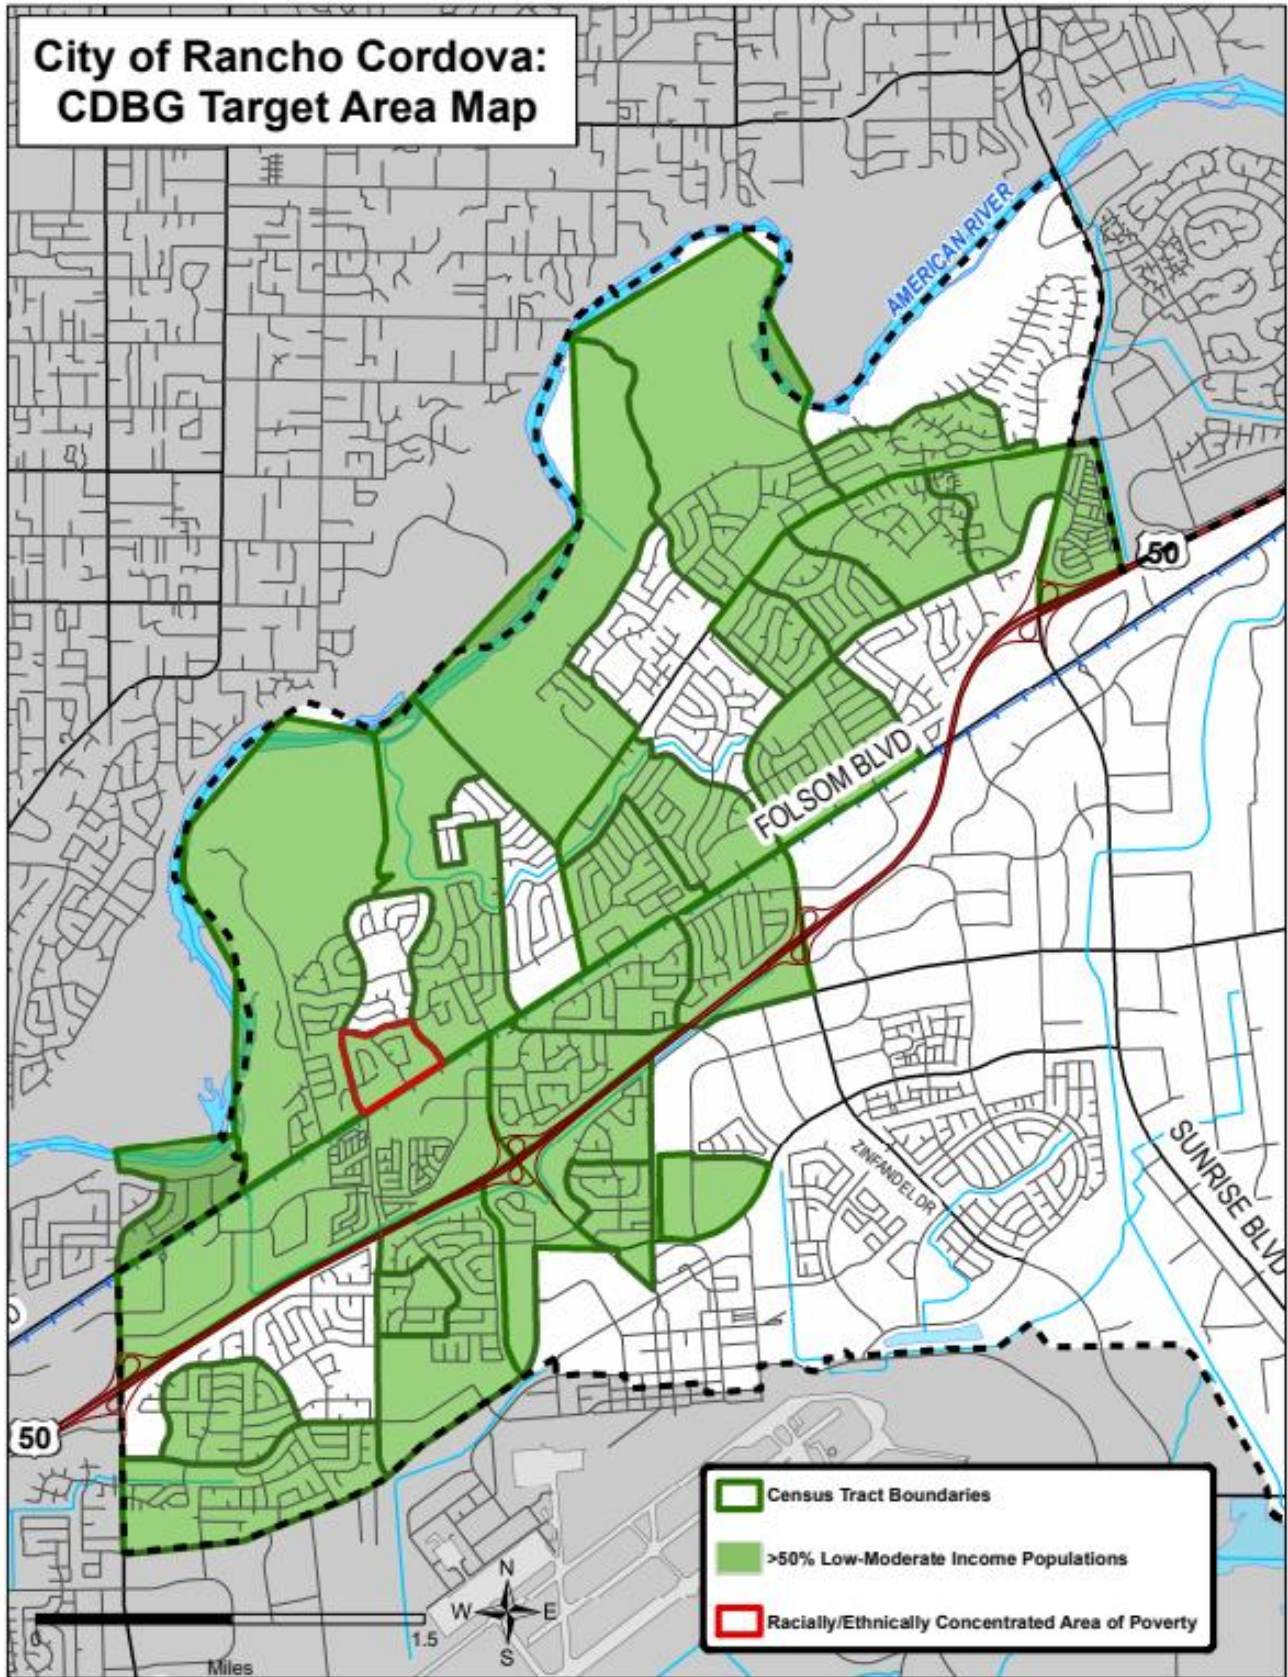 City of Rancho Cordova:
CDBG Target Area Map
AMERICAN RIVER
50
FOLSOM BLVD
ZINFANDEL DR
SUNRISE BLVD
50
Census Tract Boundaries
>50% Low-Moderate Income Populations
Racially/Ethnically Concentrated Area of Poverty
N
W E
S
0 1.5
Miles